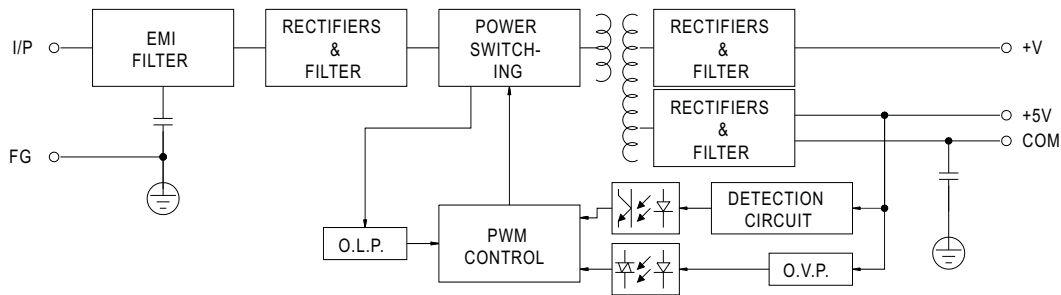 I/P
EMI
FILTER
RECTIFIERS
&
FILTER
POWER
SWITCH-
ING
RECTIFIERS
&
FILTER
+V
RECTIFIERS
&
FILTER
+5V
COM
FG
O.L.P.
PWM
CONTROL
DETECTION
CIRCUIT
O.V.P.